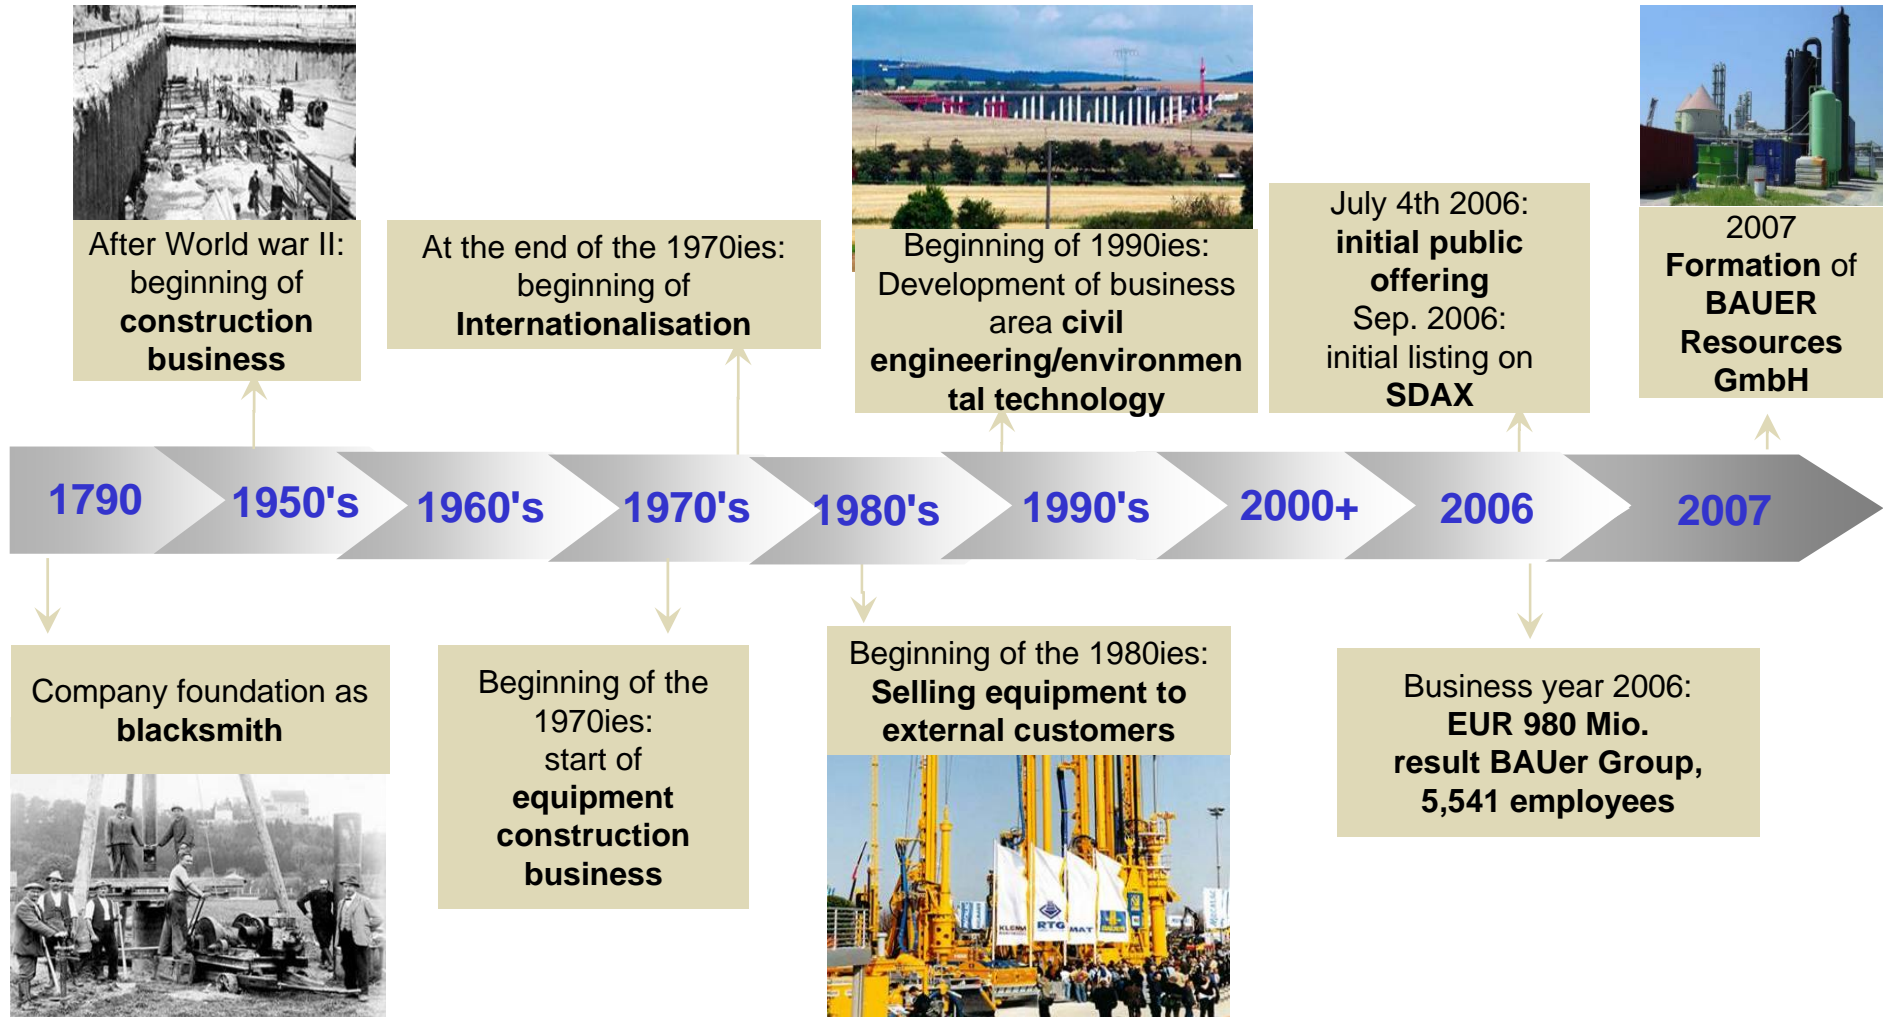 After World war II:
beginning of
construction
business
At the end of the 1970ies:
beginning of
Internationalisation
Beginning of 1990ies:
Development of business
area civil
engineering/environmen
tal technology
July 4th 2006:
initial public
offering
Sep. 2006:
initial listing on
SDAX
2007
Formation of
BAUER
Resources
GmbH
1790
1950's
1960's
1970's
1980's
1990's
2000+
2006
2007
Company foundation as
blacksmith
Beginning of the
1970ies:
start of
equipment
construction
business
Beginning of the 1980ies:
Selling equipment to
external customers
KLEMM
RTG
MAT
Business year 2006:
EUR 980 Mio.
result BAUer Group,
5,541 employees